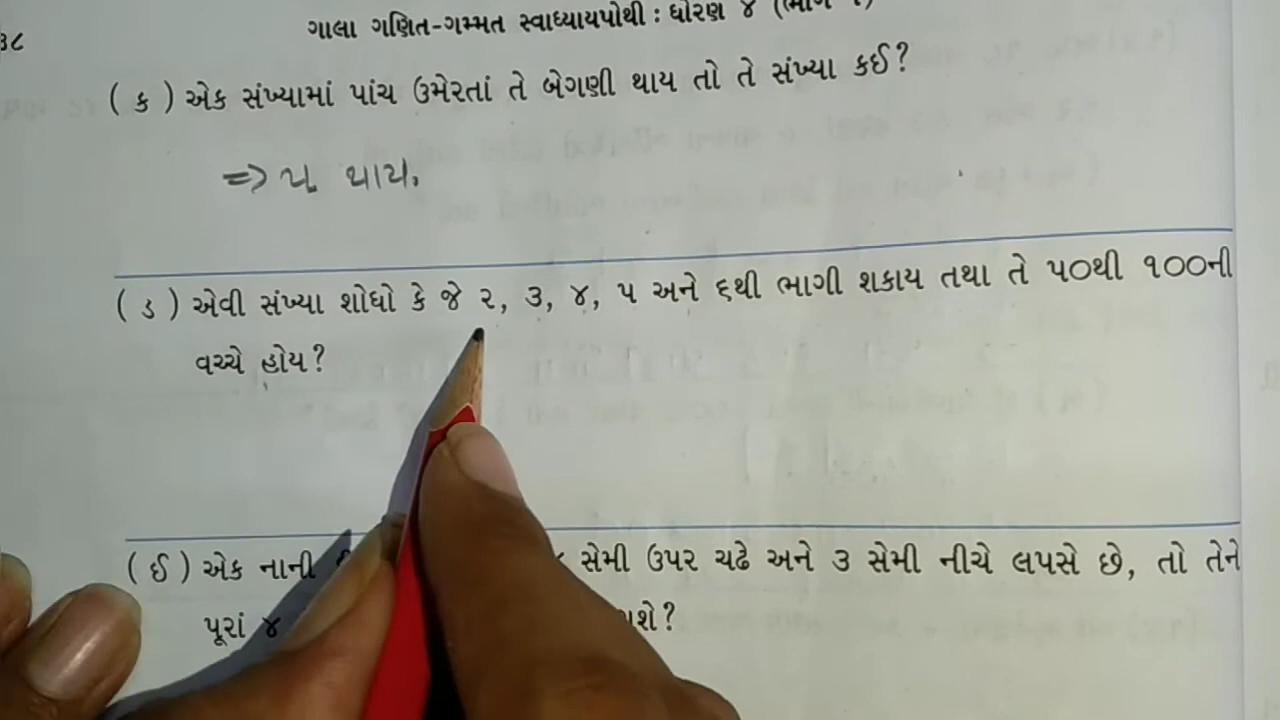 ૩૮
ગાલા ગણિત-ગમ્મત સ્વાધ્યાયપોથી : ધોરણ ૪
( ક ) એક સંખ્યામાં પાંચ ઉમેરતાં તે બેગણી થાય તો તે સંખ્યા કઈ?
=> ૫ થાય.
( ડ ) એવી સંખ્યા શોધો કે જે ૨, ૩, ૪, ૫ અને ૬થી ભાગી શકાય તથા તે ૫૦થી ૧૦૦ની
વચ્ચે હોય?
( ઈ ) એક નાની સેમી ઉપર ચઢે અને ૩ સેમી નીચે લપસે છે, તો તેને
પૂરાં ૪